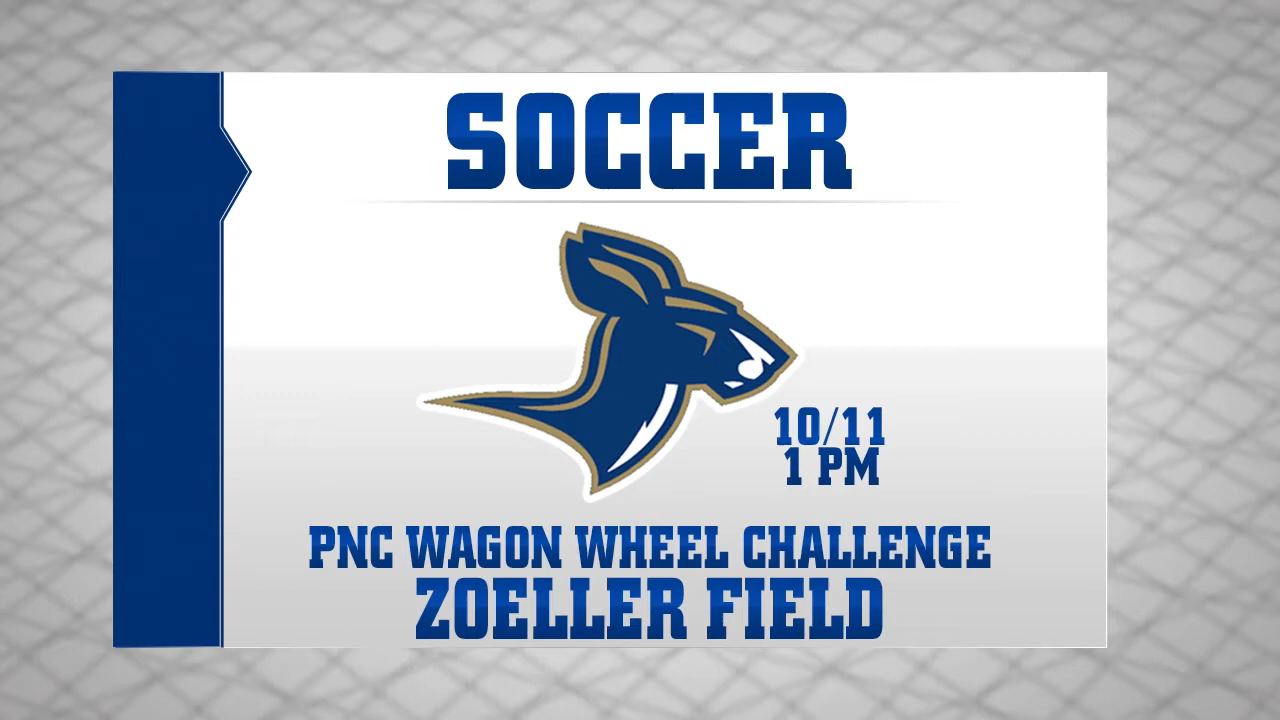 SOCCER
10/11
1 PM
PNC WAGON WHEEL CHALLENGE
ZOELLER FIELD